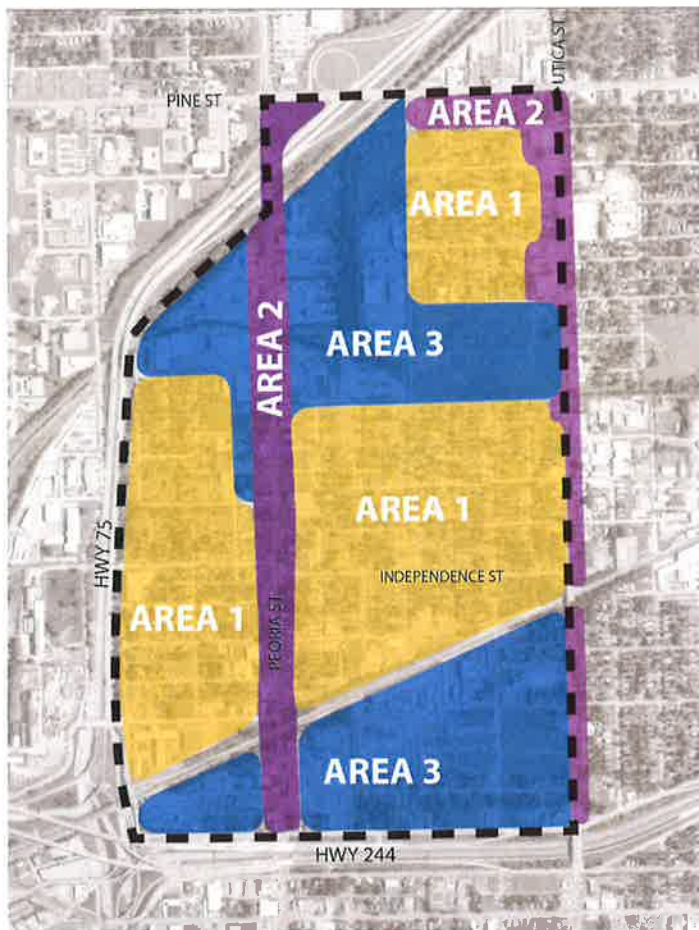 UTICA ST
PINE ST
AREA 2
AREA 1
AREA 2
AREA 3
AREA 1
HWY 75
INDEPENDENCE ST
AREA 1
PEORIA ST
AREA 3
HWY 244